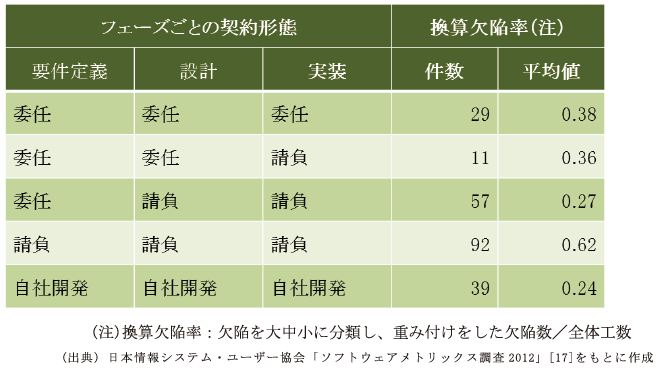 フェーズごとの契約形態 換算欠陥率(注)
要件定義 設計 実装 件数 平均値
委任 委任 委任 29 0.38
委任 委任 請負 11 0.36
委任 請負 請負 57 0.27
請負 請負 請負 92 0.62
自社開発 自社開発 自社開発 39 0.24
(注)換算欠陥率：欠陥を大中小に分類し、重み付けをした欠陥数／全体工数
(出典) 日本情報システム・ユーザー協会「ソフトウェアメトリックス調査2012」[17]をもとに作成